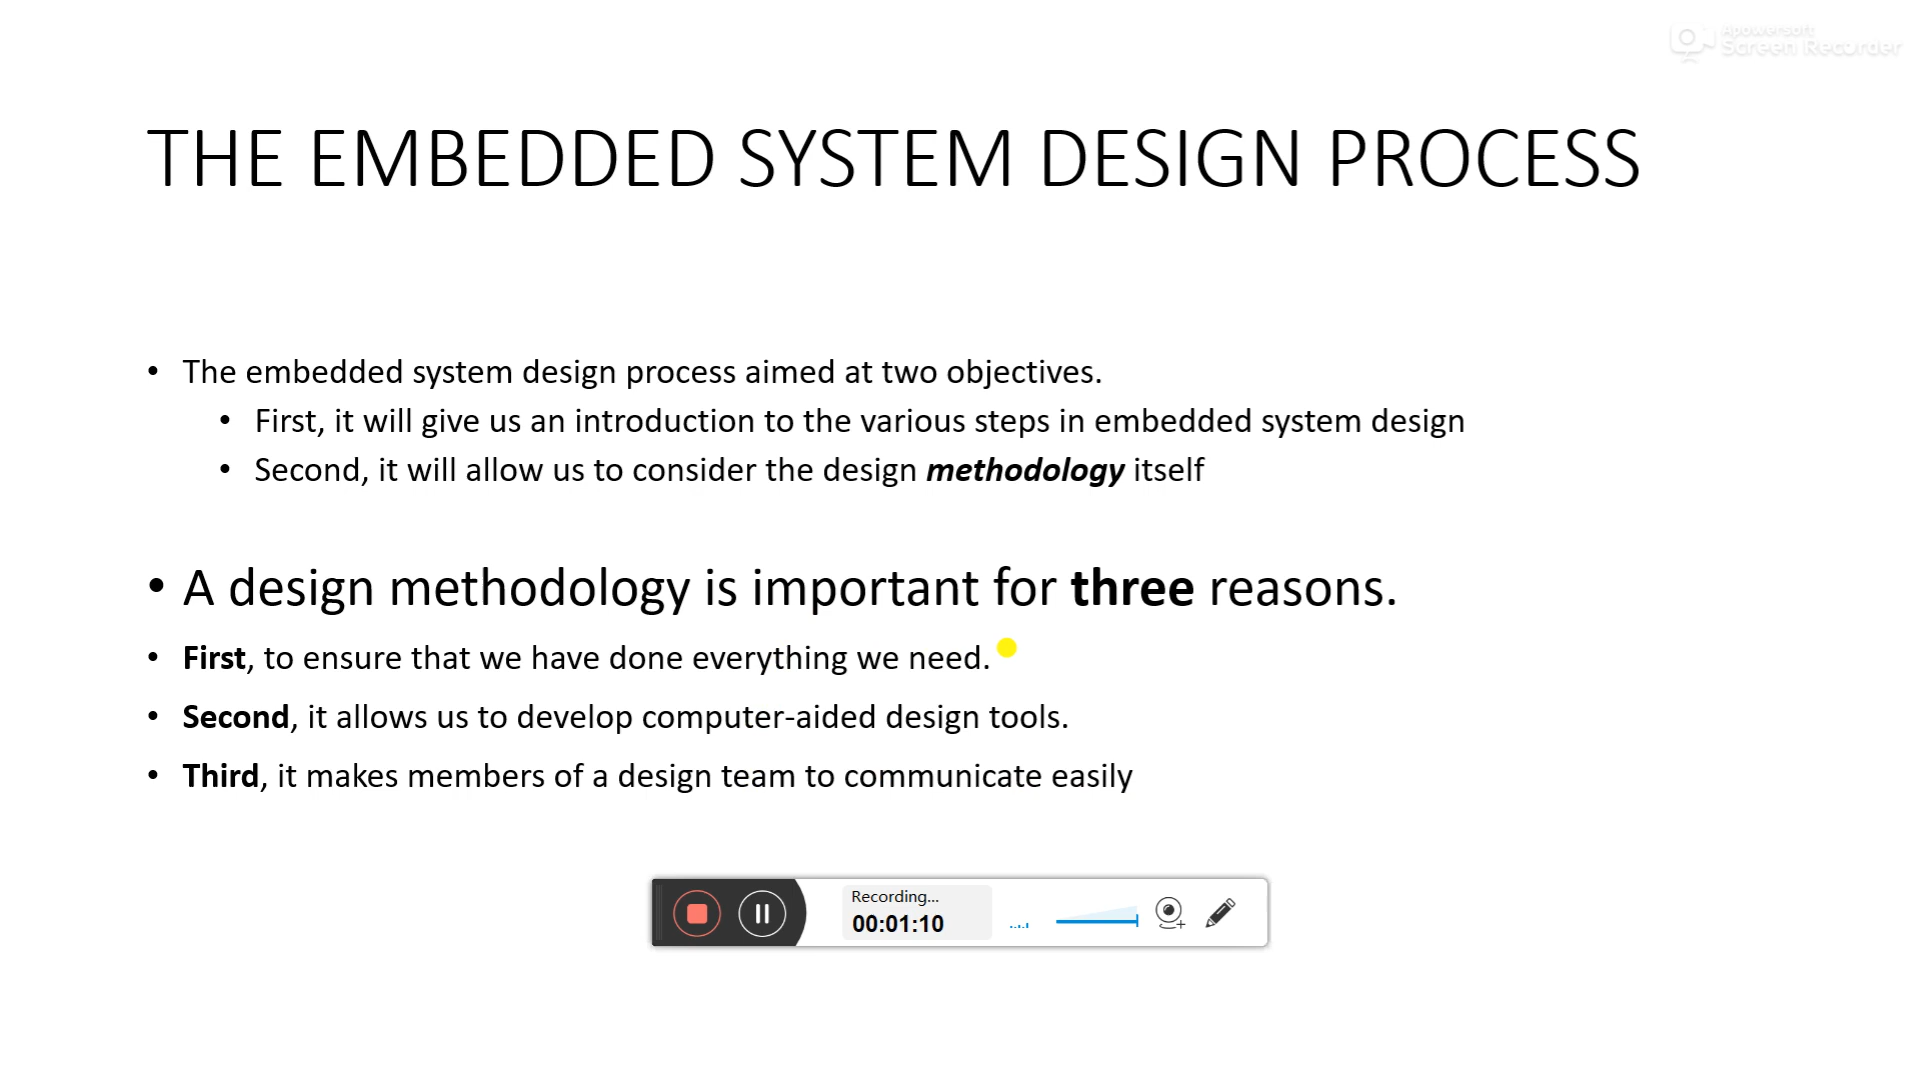 Apowersoft
Screen Recorder
THE EMBEDDED SYSTEM DESIGN PROCESS
• The embedded system design process aimed at two objectives.
• First, it will give us an introduction to the various steps in embedded system design
• Second, it will allow us to consider the design methodology itself
• A design methodology is important for three reasons.
• First, to ensure that we have done everything we need.
• Second, it allows us to develop computer-aided design tools.
• Third, it makes members of a design team to communicate easily
Recording...
00:01:10